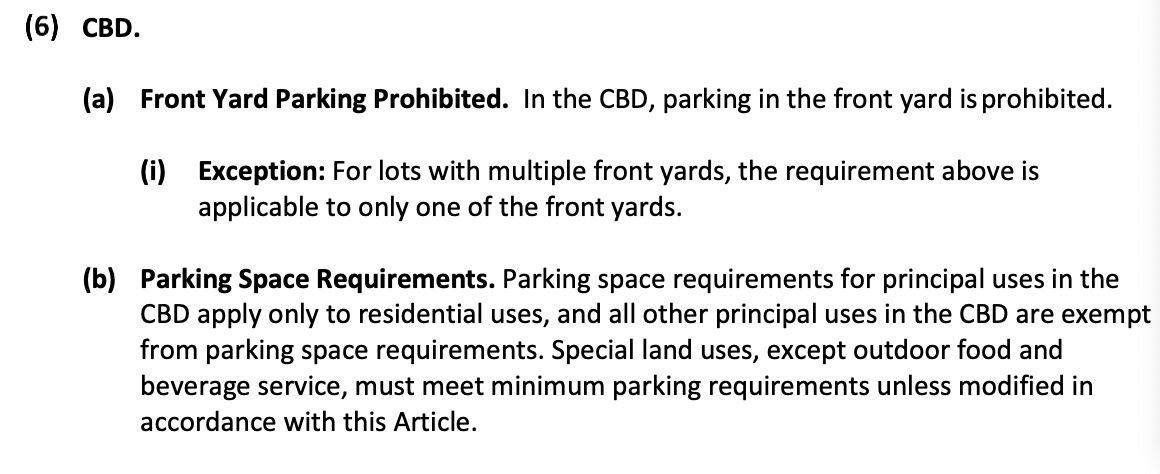 (6) CBD.
(a) Front Yard Parking Prohibited. In the CBD, parking in the front yard is prohibited.
(i) Exception: For lots with multiple front yards, the requirement above is
applicable to only one of the front yards.
(b) Parking Space Requirements. Parking space requirements for principal uses in the
CBD apply only to residential uses, and all other principal uses in the CBD are exempt
from parking space requirements. Special land uses, except outdoor food and
beverage service, must meet minimum parking requirements unless modified in
accordance with this Article.